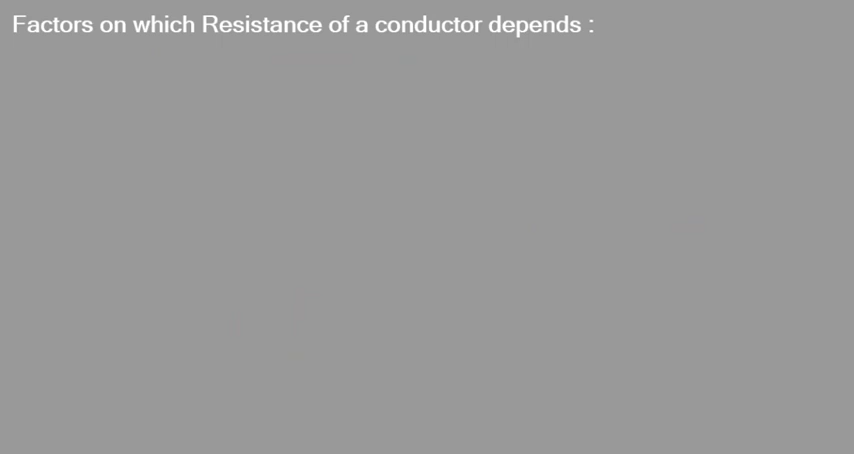 Factors on which Resistance of a conductor depends :